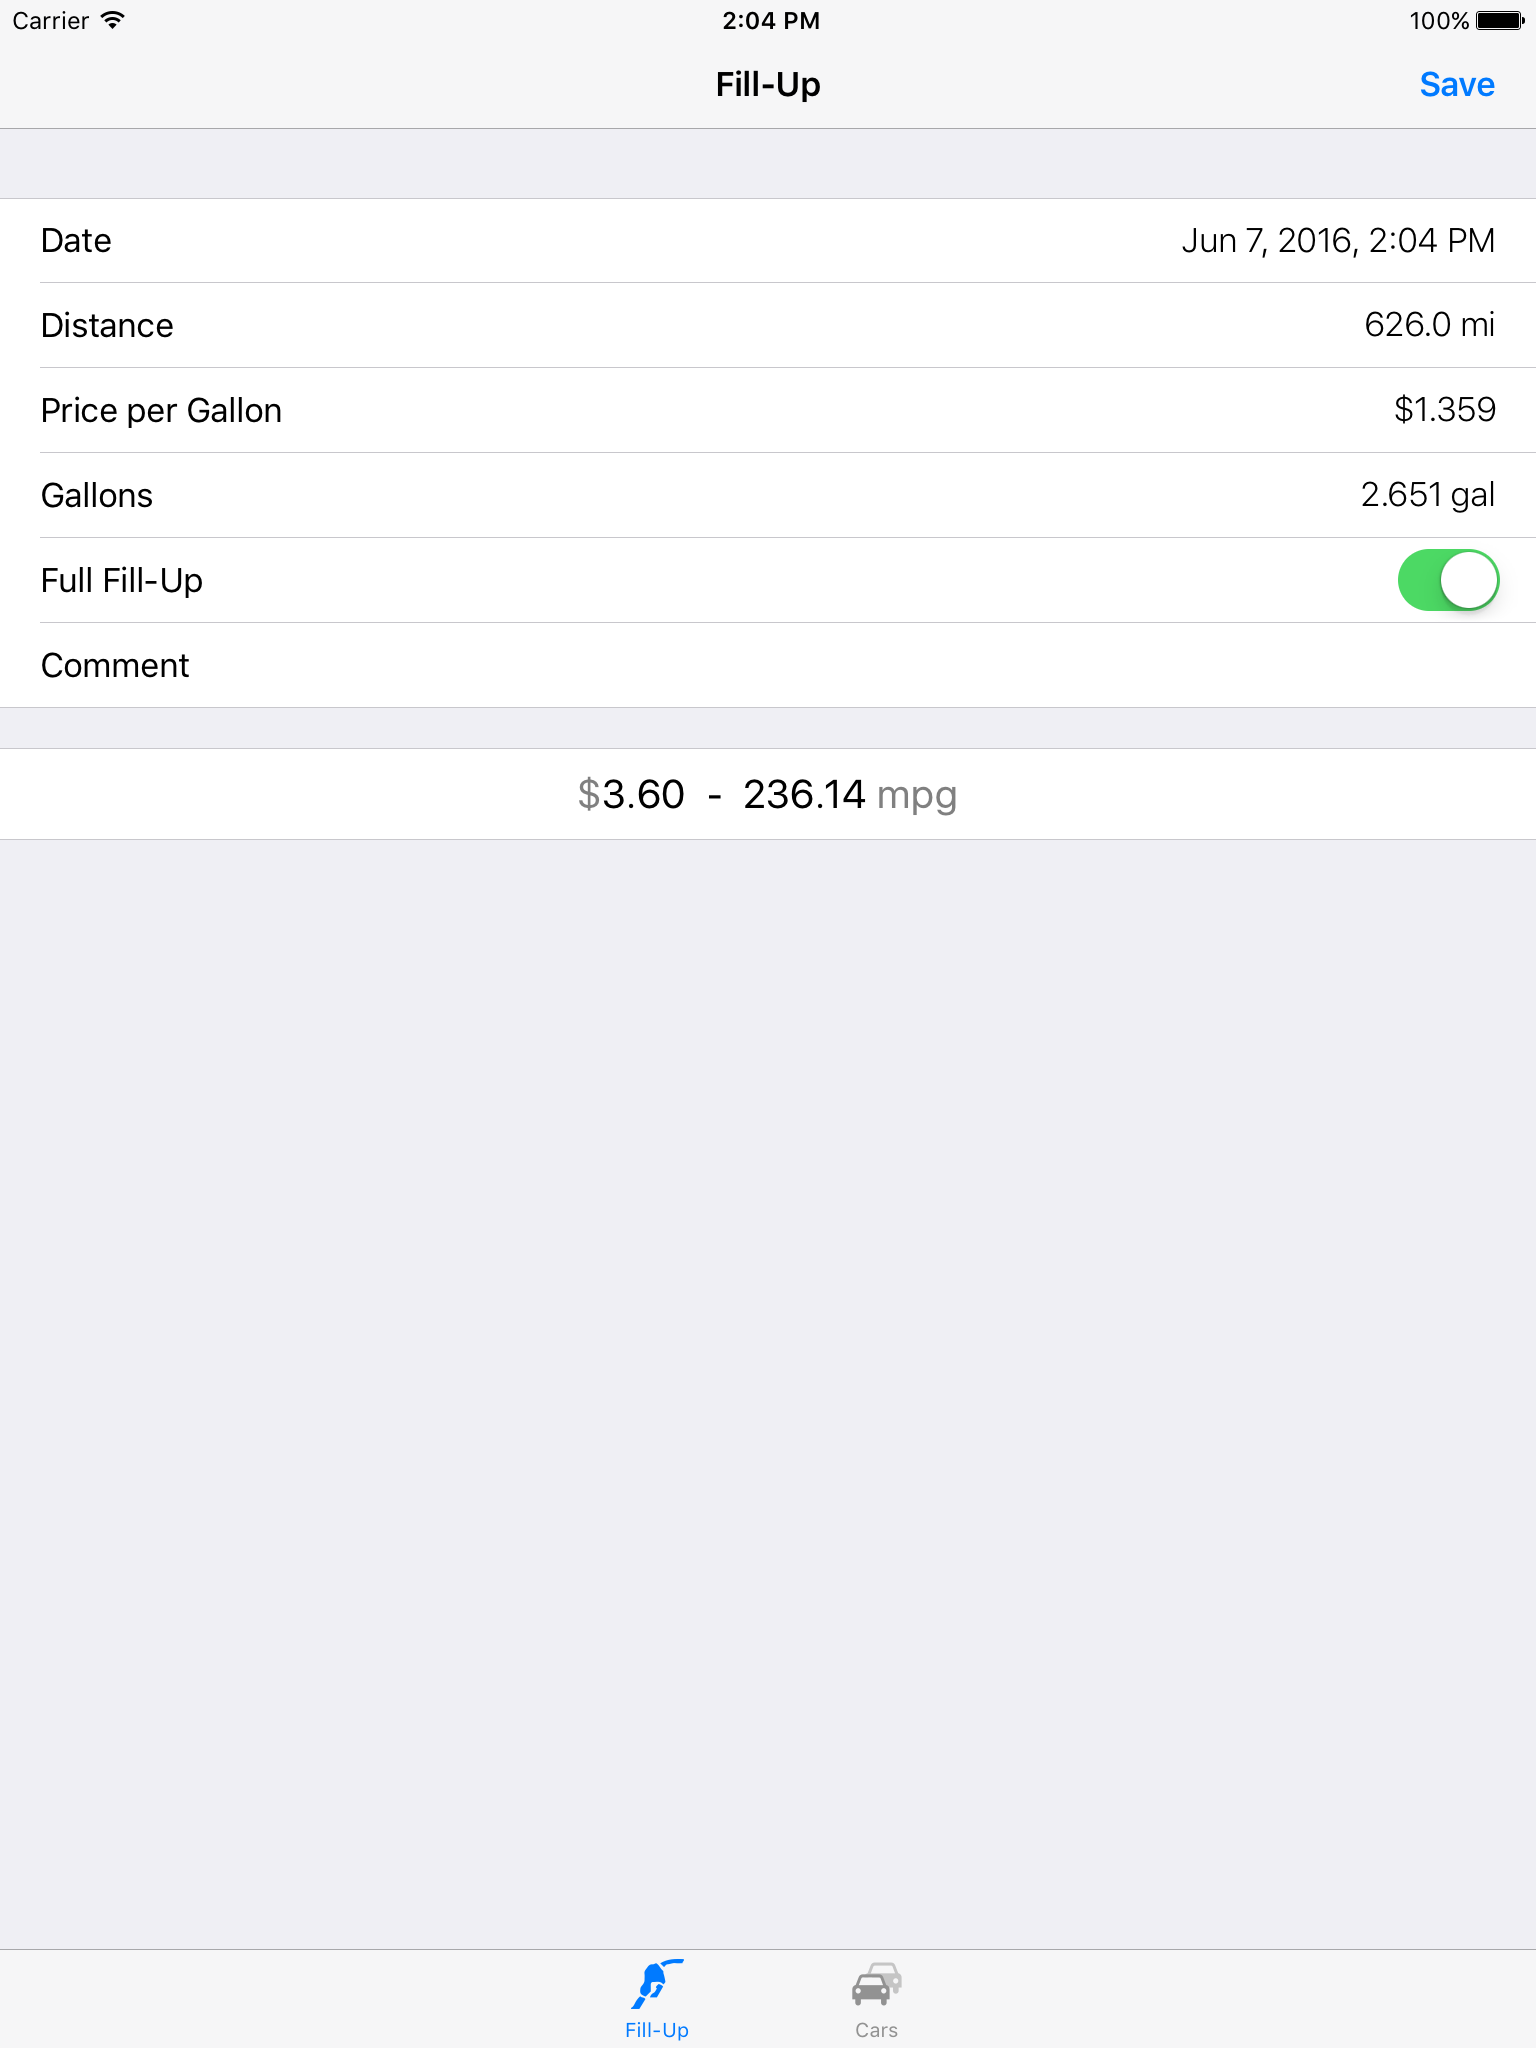 Carrier 2:04 PM 100%
Fill-Up Save
Date Jun 7, 2016, 2:04 PM
Distance 626.0 mi
Price per Gallon $1.359
Gallons 2.651 gal
Full Fill-Up
Comment
$3.60 - 236.14 mpg
Fill-Up Cars